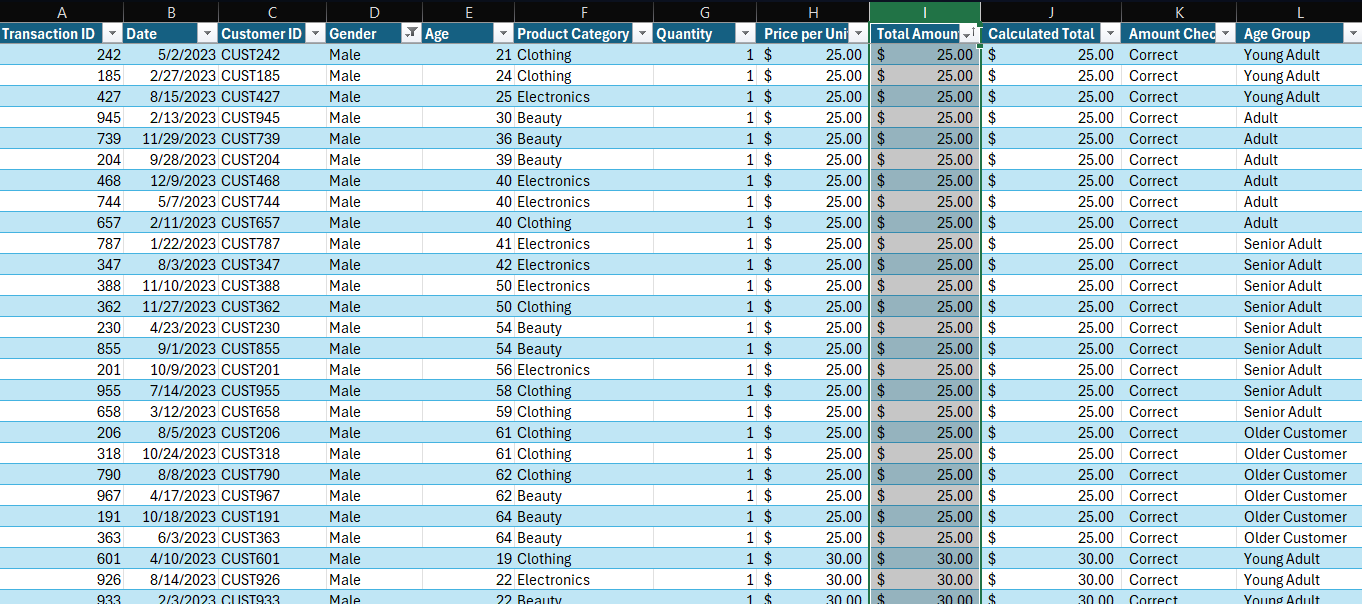 A B C D E F G H I J K L
Transaction ID Date Customer ID Gender Age Product Category Quantity Price per Uni Total Amoun Calculated Total Amount Chec Age Group
242 5/2/2023 CUST242 Male 21 Clothing 1 $ 25.00 $ 25.00 $ 25.00 Correct Young Adult
185 2/27/2023 CUST185 Male 24 Clothing 1 $ 25.00 $ 25.00 $ 25.00 Correct Young Adult
427 8/15/2023 CUST427 Male 25 Electronics 1 $ 25.00 $ 25.00 $ 25.00 Correct Young Adult
945 2/13/2023 CUST945 Male 30 Beauty 1 $ 25.00 $ 25.00 $ 25.00 Correct Adult
739 11/29/2023 CUST739 Male 36 Beauty 1 $ 25.00 $ 25.00 $ 25.00 Correct Adult
204 9/28/2023 CUST204 Male 39 Beauty 1 $ 25.00 $ 25.00 $ 25.00 Correct Adult
468 12/9/2023 CUST468 Male 40 Electronics 1 $ 25.00 $ 25.00 $ 25.00 Correct Adult
744 5/7/2023 CUST744 Male 40 Electronics 1 $ 25.00 $ 25.00 $ 25.00 Correct Adult
657 2/11/2023 CUST657 Male 40 Clothing 1 $ 25.00 $ 25.00 $ 25.00 Correct Adult
787 1/22/2023 CUST787 Male 41 Electronics 1 $ 25.00 $ 25.00 $ 25.00 Correct Senior Adult
347 8/3/2023 CUST347 Male 42 Electronics 1 $ 25.00 $ 25.00 $ 25.00 Correct Senior Adult
388 11/10/2023 CUST388 Male 50 Electronics 1 $ 25.00 $ 25.00 $ 25.00 Correct Senior Adult
362 11/27/2023 CUST362 Male 50 Clothing 1 $ 25.00 $ 25.00 $ 25.00 Correct Senior Adult
230 4/23/2023 CUST230 Male 54 Beauty 1 $ 25.00 $ 25.00 $ 25.00 Correct Senior Adult
855 9/1/2023 CUST855 Male 54 Beauty 1 $ 25.00 $ 25.00 $ 25.00 Correct Senior Adult
201 10/9/2023 CUST201 Male 56 Electronics 1 $ 25.00 $ 25.00 $ 25.00 Correct Senior Adult
955 7/14/2023 CUST955 Male 58 Clothing 1 $ 25.00 $ 25.00 $ 25.00 Correct Senior Adult
658 3/12/2023 CUST658 Male 59 Clothing 1 $ 25.00 $ 25.00 $ 25.00 Correct Senior Adult
206 8/5/2023 CUST206 Male 61 Clothing 1 $ 25.00 $ 25.00 $ 25.00 Correct Older Customer
318 10/24/2023 CUST318 Male 61 Clothing 1 $ 25.00 $ 25.00 $ 25.00 Correct Older Customer
790 8/8/2023 CUST790 Male 62 Clothing 1 $ 25.00 $ 25.00 $ 25.00 Correct Older Customer
967 4/17/2023 CUST967 Male 62 Beauty 1 $ 25.00 $ 25.00 $ 25.00 Correct Older Customer
191 10/18/2023 CUST191 Male 64 Beauty 1 $ 25.00 $ 25.00 $ 25.00 Correct Older Customer
363 6/3/2023 CUST363 Male 64 Beauty 1 $ 25.00 $ 25.00 $ 25.00 Correct Older Customer
601 4/10/2023 CUST601 Male 19 Clothing 1 $ 30.00 $ 30.00 $ 30.00 Correct Young Adult
926 8/14/2023 CUST926 Male 22 Electronics 1 $ 30.00 $ 30.00 $ 30.00 Correct Young Adult
933 2/3/2023 CUST933 Male 22 Beauty 1 $ 30.00 $ 30.00 $ 30.00 Correct Young Adult